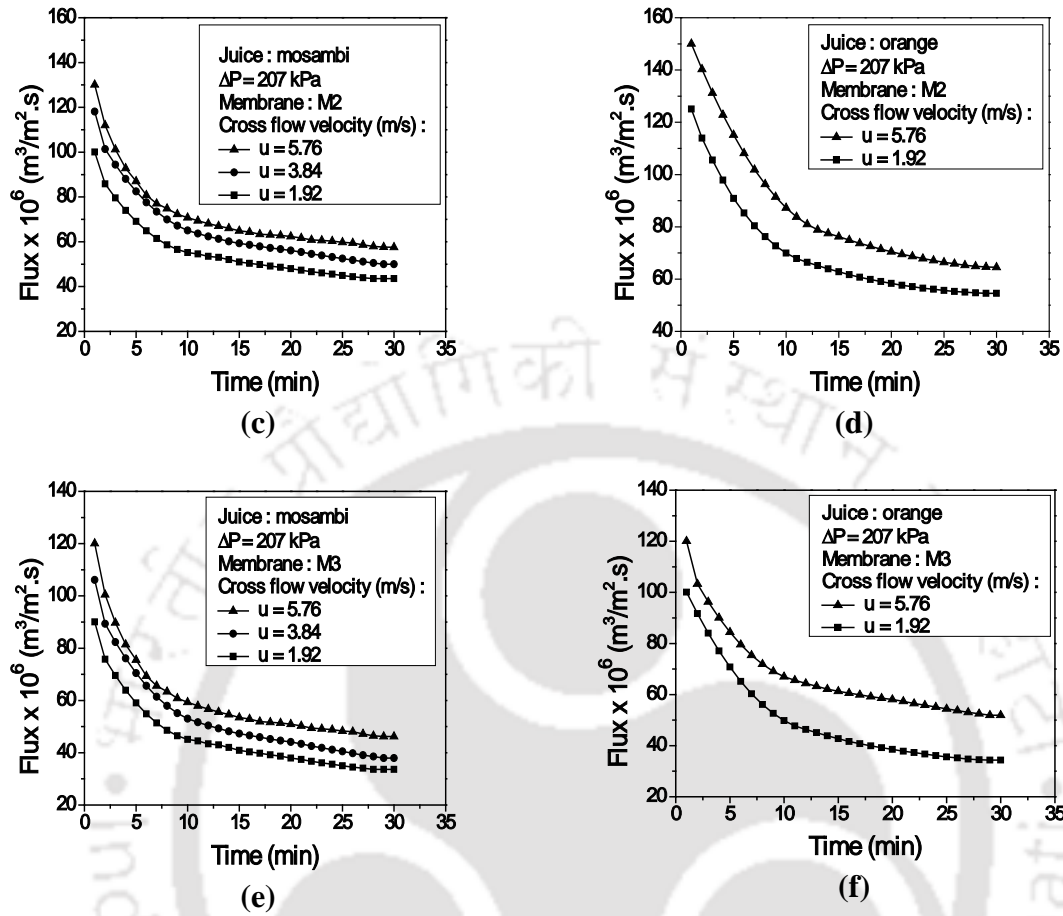 160
140
120
100
80
60
40
20
Flux x 10⁶ (m³/m².s)
Juice : mosambi
ΔP = 207 kPa
Membrane : M2
Cross flow velocity (m/s) :
u = 5.76
u = 3.84
u = 1.92
0 5 10 15 20 25 30 35
Time (min)
(c)
160
140
120
100
80
60
40
Flux x 10⁶ (m³/m².s)
Juice : orange
ΔP = 207 kPa
Membrane : M2
Cross flow velocity (m/s) :
u = 5.76
u = 1.92
0 5 10 15 20 25 30 35
Time (min)
(d)
140
120
100
80
60
40
20
Flux x 10⁶ (m³/m².s)
Juice : mosambi
ΔP = 207 kPa
Membrane : M3
Cross flow velocity (m/s) :
u = 5.76
u = 3.84
u = 1.92
0 5 10 15 20 25 30 35
Time (min)
(e)
140
120
100
80
60
40
20
Flux x 10⁶ (m³/m².s)
Juice : orange
ΔP = 207 kPa
Membrane : M3
Cross flow velocity (m/s) :
u = 5.76
u = 1.92
0 5 10 15 20 25 30 35
Time (min)
(f)